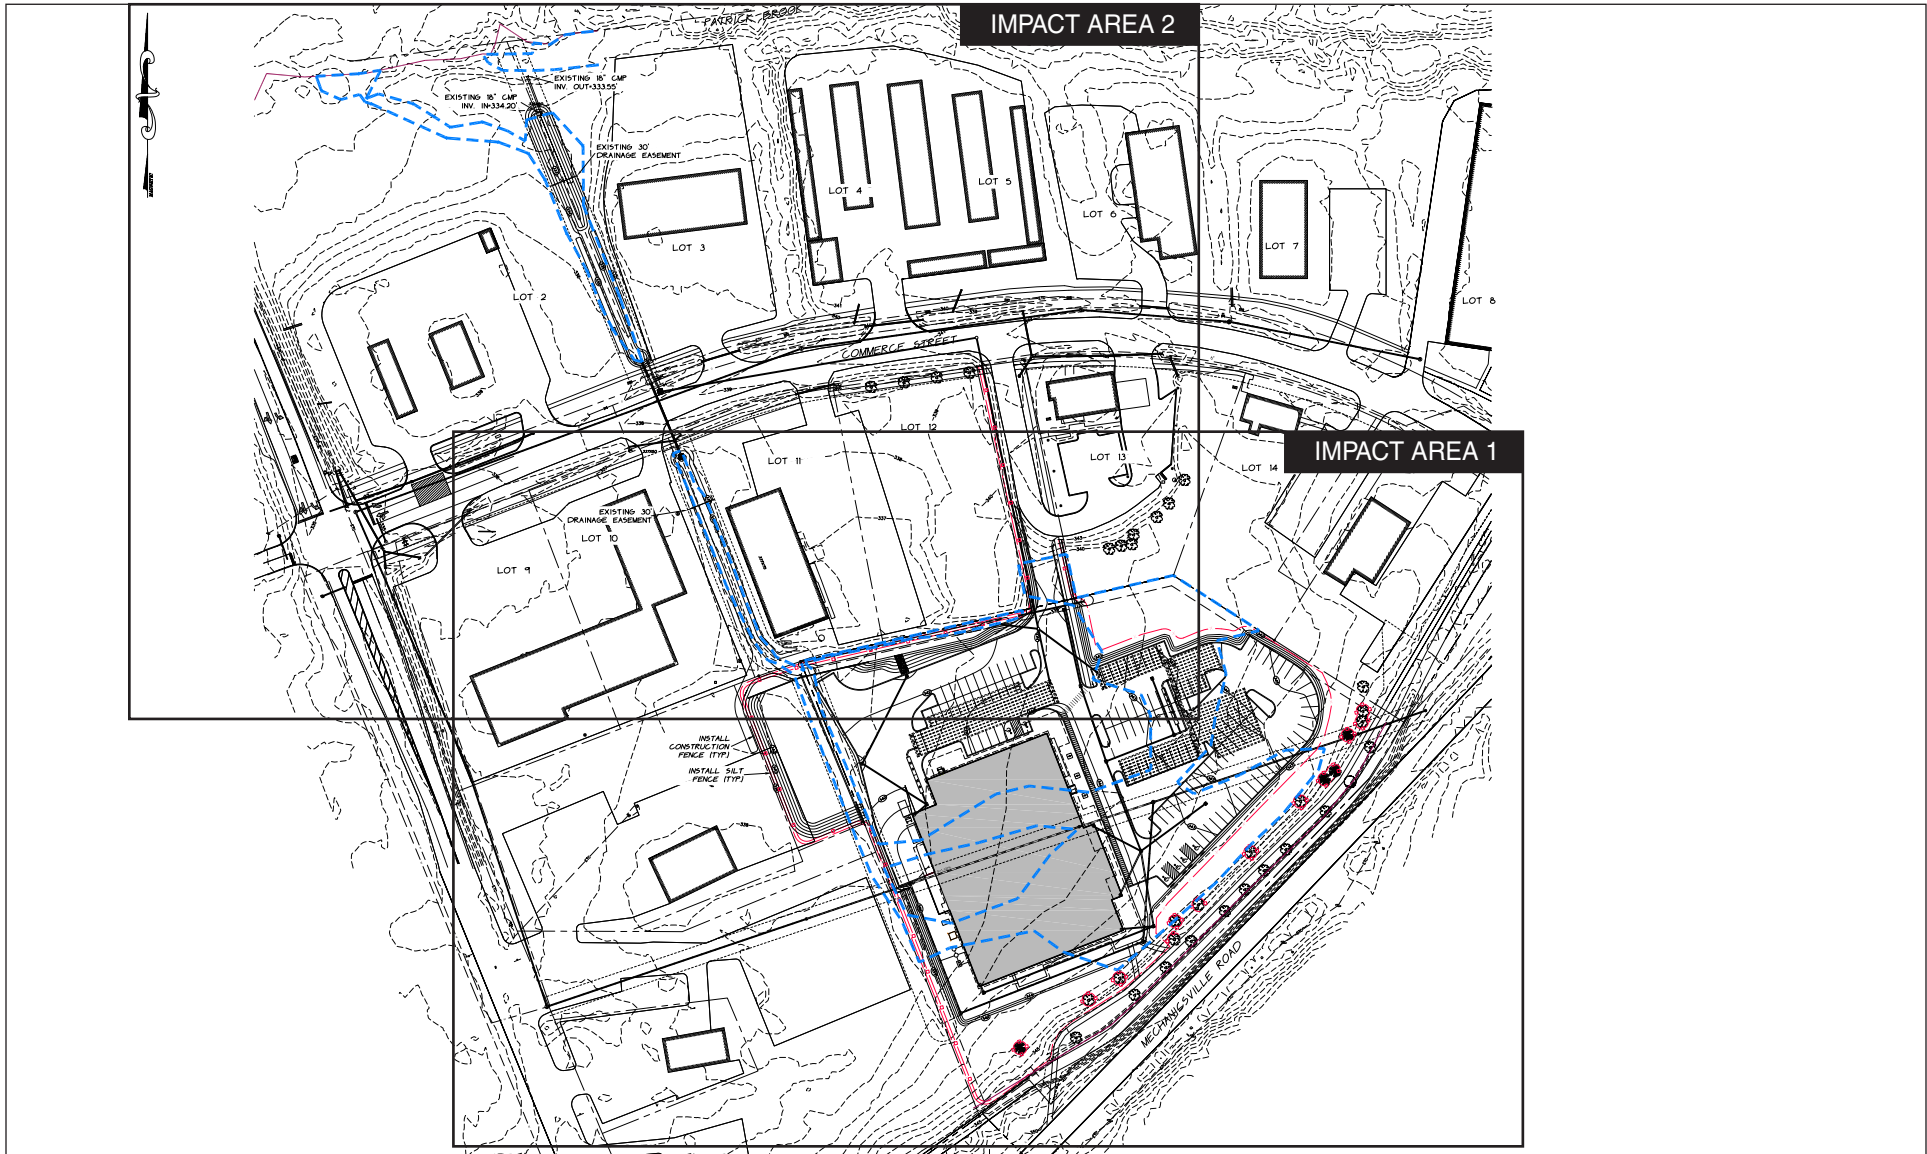 IMPACT AREA 2
PATRICK BROOK
EXISTING 18" CMP
INV. OUT=333.55'
EXISTING 18" CMP
INV. IN=334.20'
EXISTING 30'
DRAINAGE EASEMENT
LOT 2
LOT 3
LOT 4
LOT 5
LOT 6
LOT 7
LOT 8
COMMERCE STREET
LOT 12
LOT 11
LOT 13
IMPACT AREA 1
LOT 14
EXISTING 30'
DRAINAGE EASEMENT
LOT 10
LOT 9
INSTALL
CONSTRUCTION
FENCE (TYP)
INSTALL SILT
FENCE (TYP)
MECHANICSVILLE ROAD